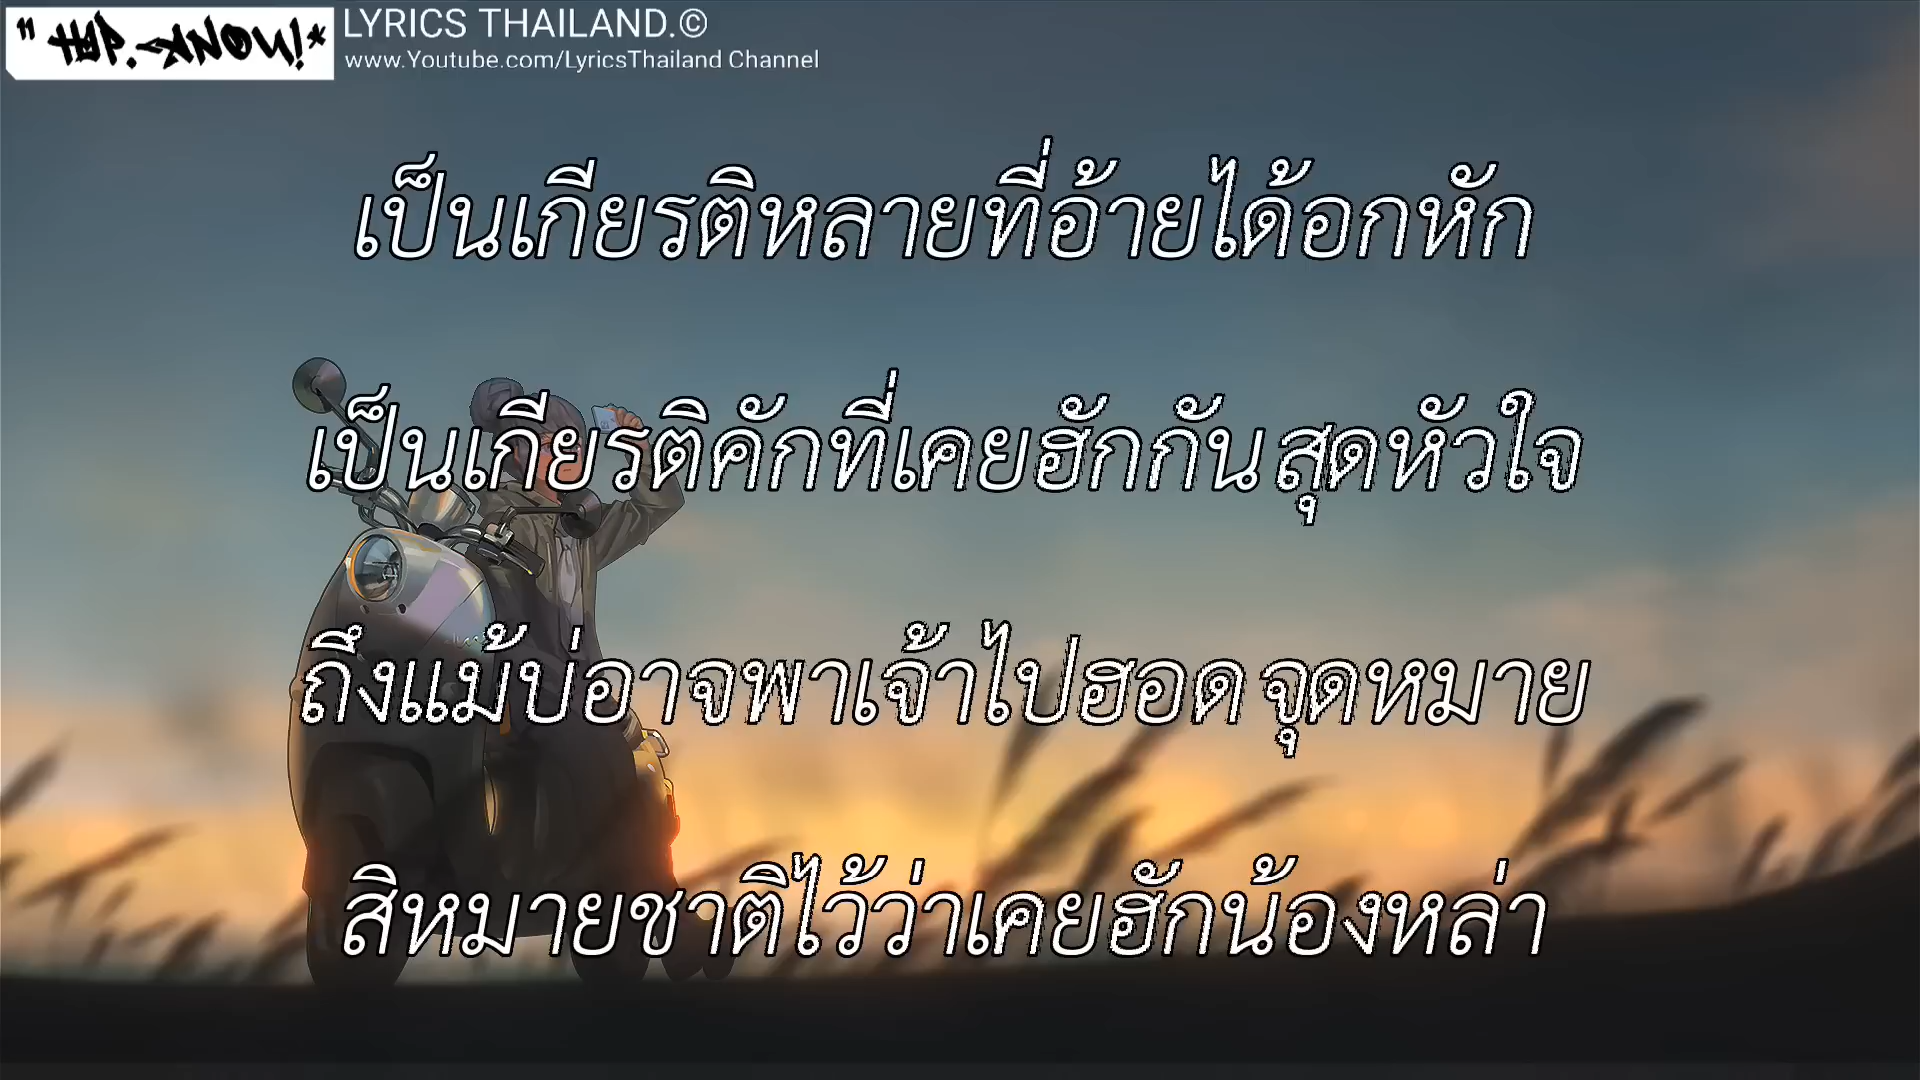 "HYP. KNOW!*
LYRICS THAILAND.©
www.Youtube.com/LyricsThailand Channel
เป็นเกียรติหลายที่อ้ายได้อกหัก
เป็นเกียรติคักที่เคยฮักกัน สุดหัวใจ
ถึงแม้บ่อาจพาเจ้าไปฮอด จุดหมาย
สิหมายชาติไว้ว่าเคยฮักน้องหล่า